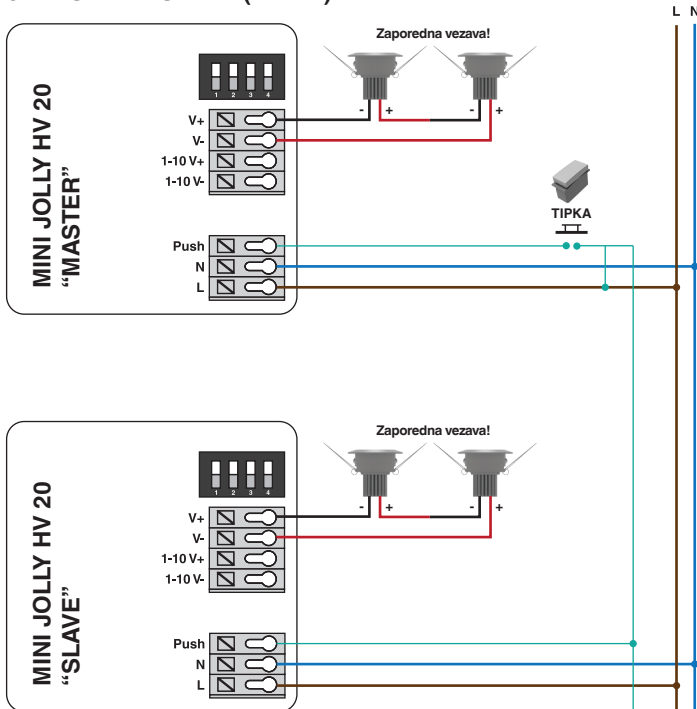 L N
Zaporedna vezava!
MINI JOLLY HV 20
“MASTER”
1 2 3 4
- + - +
V+
V-
1-10 V+
1-10 V-
TIPKA
Push
N
L
Zaporedna vezava!
MINI JOLLY HV 20
“SLAVE”
1 2 3 4
- + - +
V+
V-
1-10 V+
1-10 V-
Push
N
L